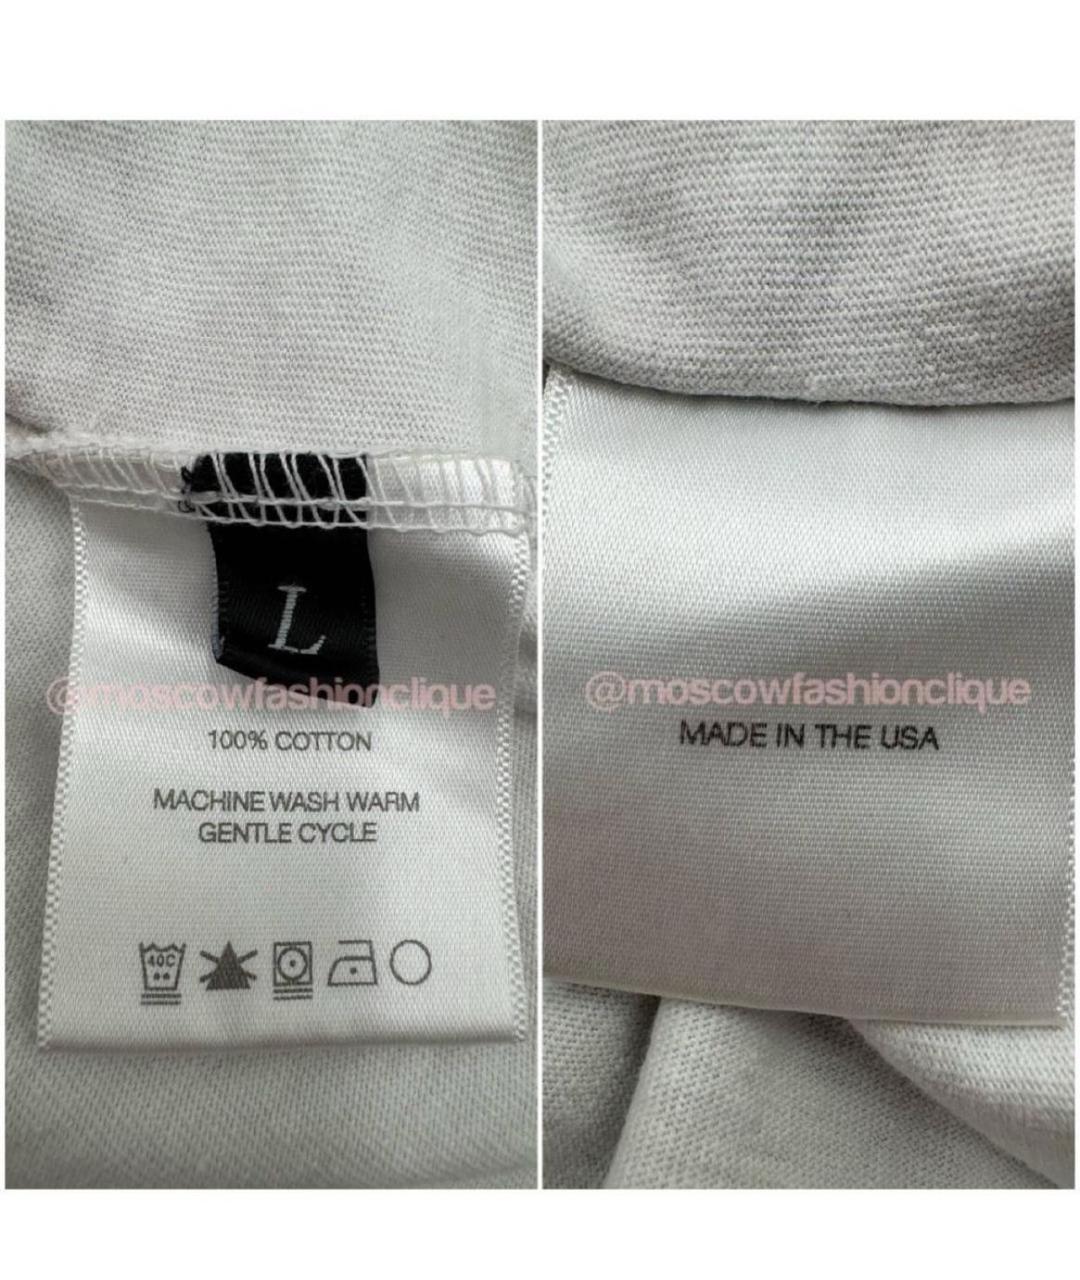 L
@moscowfashionclique
100% COTTON
MACHINE WASH WARM
GENTLE CYCLE
40C
@moscowfashionclique
MADE IN THE USA